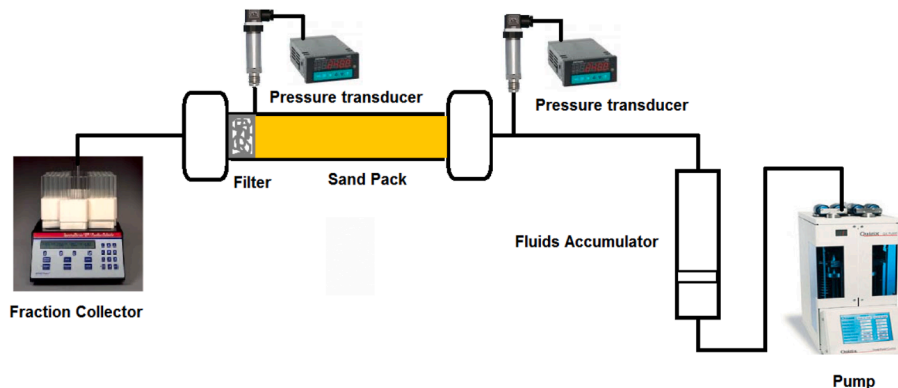 Pressure transducer
Pressure transducer
Filter
Sand Pack
Fluids Accumulator
Fraction Collector
Pump